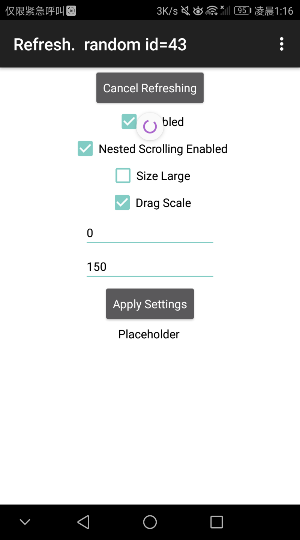 仅限紧急呼叫 3K/s 95 凌晨1:16
Refresh. random id=43
Cancel Refreshing
bled
Nested Scrolling Enabled
Size Large
Drag Scale
0
150
Apply Settings
Placeholder